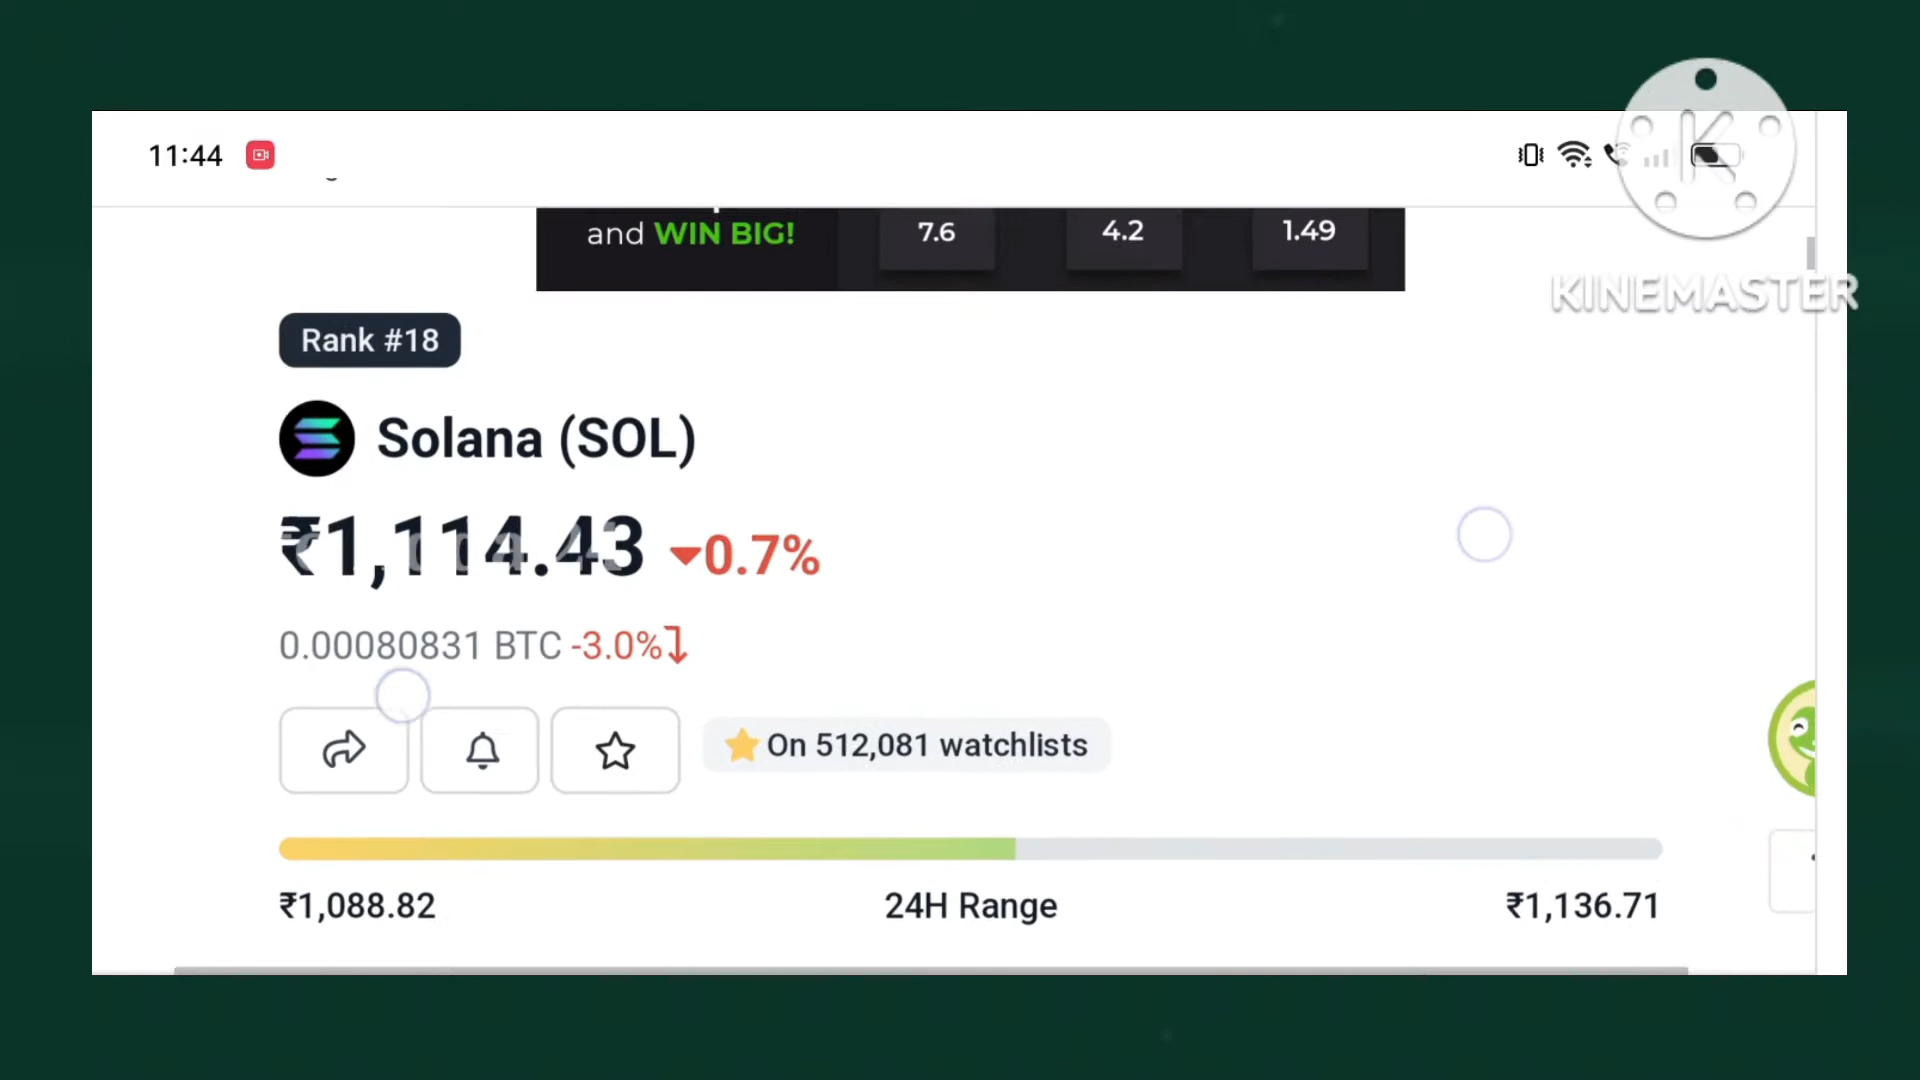 11:44
KINEMASTER
and WIN BIG!
7.6
4.2
1.49
Rank #18
Solana (SOL)
₹1,114.43 0.7%
0.00080831 BTC -3.0%
On 512,081 watchlists
₹1,088.82
24H Range
₹1,136.71